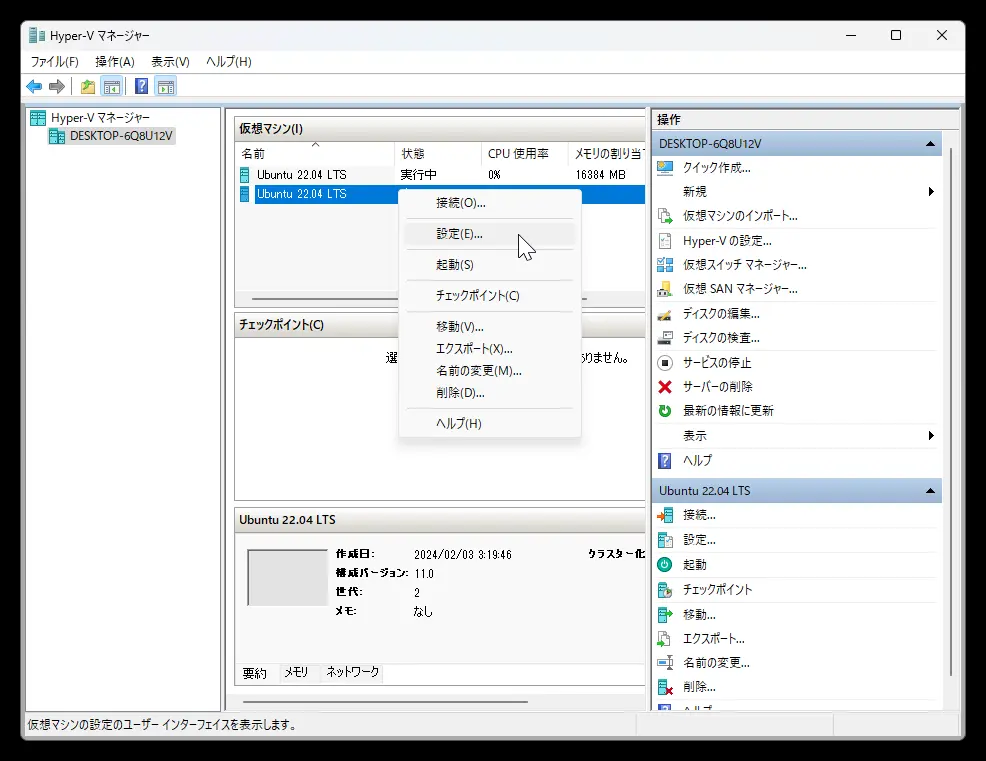 Hyper-V マネージャー
ファイル(F) 操作(A) 表示(V) ヘルプ(H)
Hyper-V マネージャー
DESKTOP-6Q8U12V
仮想マシン(I)
名前 状態 CPU 使用率 メモリの割り当
Ubuntu 22.04 LTS 実行中 0% 16384 MB
Ubuntu 22.04 LTS
接続(O)...
設定(E)...
起動(S)
チェックポイント(C)
移動(V)...
エクスポート(X)...
名前の変更(M)...
削除(D)...
ヘルプ(H)
チェックポイント(C)
選
ありません。
Ubuntu 22.04 LTS
作成日: 2024/02/03 3:19:46 クラスター化
構成バージョン: 11.0
世代: 2
メモ: なし
要約 メモリ ネットワーク
操作
DESKTOP-6Q8U12V
クイック作成...
新規
仮想マシンのインポート...
Hyper-V の設定...
仮想スイッチ マネージャー...
仮想 SAN マネージャー...
ディスクの編集...
ディスクの検査...
サービスの停止
サーバーの削除
最新の情報に更新
表示
ヘルプ
Ubuntu 22.04 LTS
接続...
設定...
起動
チェックポイント
移動...
エクスポート...
名前の変更...
削除...
ヘルプ
仮想マシンの設定のユーザー インターフェイスを表示します。